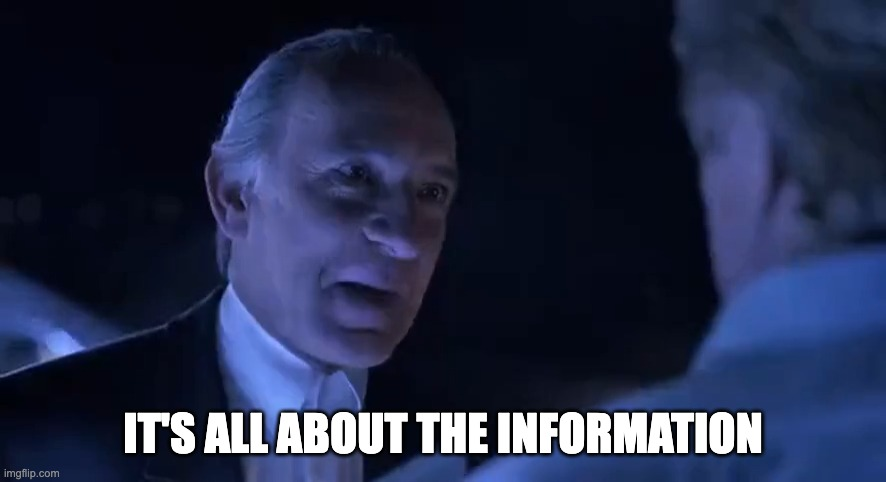 IT'S ALL ABOUT THE INFORMATION
imgflip.com